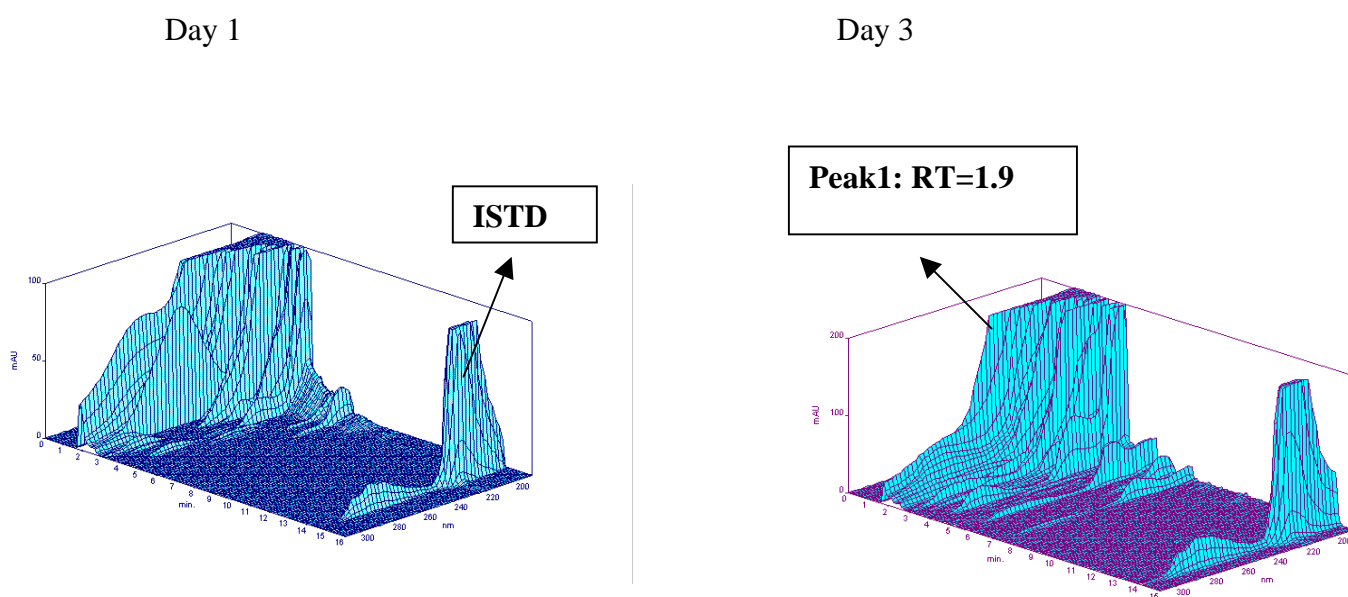 Day 1
Day 3
ISTD
Peak1: RT=1.9
100
50
0
mAU
0 1 2 3 4 5 6 7 8 9 10 11 12 13 14 15 16
min.
300 280 260 240 220 200
nm
200
100
0
mAU
0 1 2 3 4 5 6 7 8 9 10 11 12 13 14 15
min.
300 280 260 240 220
nm